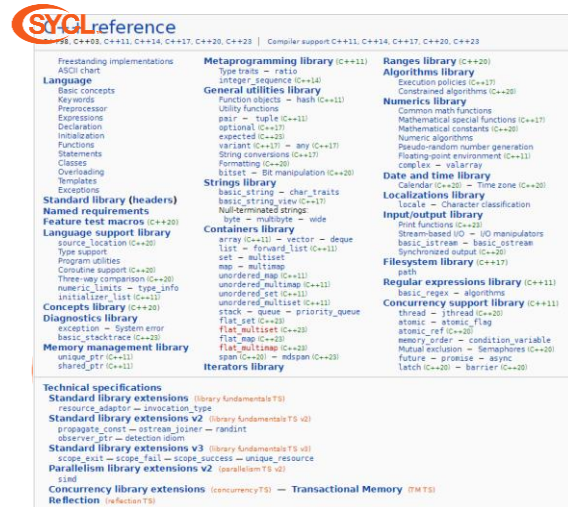 SYCL
C++ reference
C++98, C++03, C++11, C++14, C++17, C++20, C++23 | Compiler support C++11, C++14, C++17, C++20, C++23
Freestanding implementations
ASCII chart
Language
Basic concepts
Keywords
Preprocessor
Expressions
Declaration
Initialization
Functions
Statements
Classes
Overloading
Templates
Exceptions
Standard library (headers)
Named requirements
Feature test macros (C++20)
Language support library
source_location (C++20)
Type support
Program utilities
Coroutine support (C++20)
Three-way comparison (C++20)
numeric_limits − type_info
initializer_list (C++11)
Concepts library (C++20)
Diagnostics library
exception − System error
basic_stacktrace (C++23)
Memory management library
unique_ptr (C++11)
shared_ptr (C++11)
Metaprogramming library (C++11)
Type traits − ratio
integer_sequence (C++14)
General utilities library
Function objects − hash (C++11)
Utility functions
pair − tuple (C++11)
optional (C++17)
expected (C++23)
variant (C++17) − any (C++17)
String conversions (C++17)
Formatting (C++20)
bitset − Bit manipulation (C++20)
Strings library
basic_string − char_traits
basic_string_view (C++17)
Null-terminated strings:
byte − multibyte − wide
Containers library
array (C++11) − vector − deque
list − forward_list (C++11)
set − multiset
map − multimap
unordered_map (C++11)
unordered_multimap (C++11)
unordered_set (C++11)
unordered_multiset (C++11)
stack − queue − priority_queue
flat_set (C++23)
flat_multiset (C++23)
flat_map (C++23)
flat_multimap (C++23)
span (C++20) − mdspan (C++23)
Iterators library
Ranges library (C++20)
Algorithms library
Execution policies (C++17)
Constrained algorithms (C++20)
Numerics library
Common math functions
Mathematical special functions (C++17)
Mathematical constants (C++20)
Numeric algorithms
Pseudo-random number generation
Floating-point environment (C++11)
complex − valarray
Date and time library
Calendar (C++20) − Time zone (C++20)
Localizations library
locale − Character classification
Input/output library
Print functions (C++23)
Stream-based I/O − I/O manipulators
basic_istream − basic_ostream
Synchronized output (C++20)
Filesystem library (C++17)
path
Regular expressions library (C++11)
basic_regex − algorithms
Concurrency support library (C++11)
thread − jthread (C++20)
atomic − atomic_flag
atomic_ref (C++20)
memory_order − condition_variable
Mutual exclusion − Semaphores (C++20)
future − promise − async
latch (C++20) − barrier (C++20)
Technical specifications
Standard library extensions (library fundamentals TS)
resource_adaptor — invocation_type
Standard library extensions v2 (library fundamentals TS v2)
propagate_const — ostream_joiner — randint
observer_ptr — detection idiom
Standard library extensions v3 (library fundamentals TS v3)
scope_exit — scope_fail — scope_success — unique_resource
Parallelism library extensions v2 (parallelism TS v2)
simd
Concurrency library extensions (concurrency TS) — Transactional Memory (TM TS)
Reflection (reflection TS)